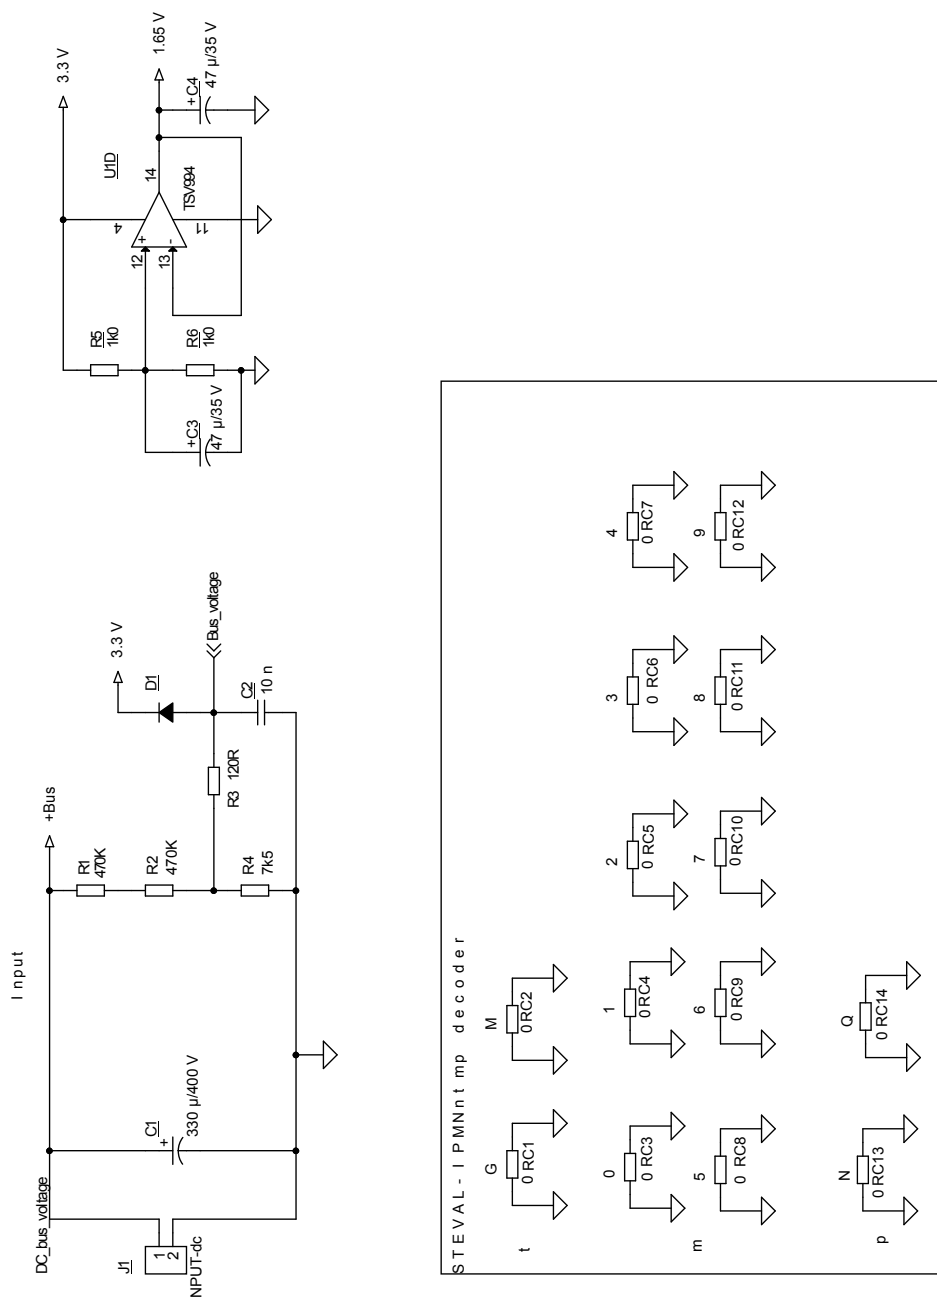 Input
J1
NPUT-dc
1
2
DC_bus_voltage
C1
+
330 µ/400 V
+Bus
R1
470K
R2
470K
R4
7K5
R3 120R
3.3 V
D1
C2
10 n
Bus_voltage
3.3 V
R5
1k0
R6
1k0
+C3
47 µ/35 V
U1D
4
12
+
13
-
11
14
TSV994
1.65 V
+C4
47 µ/35 V
STEVAL-IPMNntmp decoder
t
G
0 RC1
M
0 RC2
m
0
0 RC3
1
0 RC4
2
0 RC5
3
0 RC6
4
0 RC7
5
0 RC8
6
0 RC9
7
0 RC10
8
0 RC11
9
0 RC12
p
N
0 RC13
Q
0 RC14